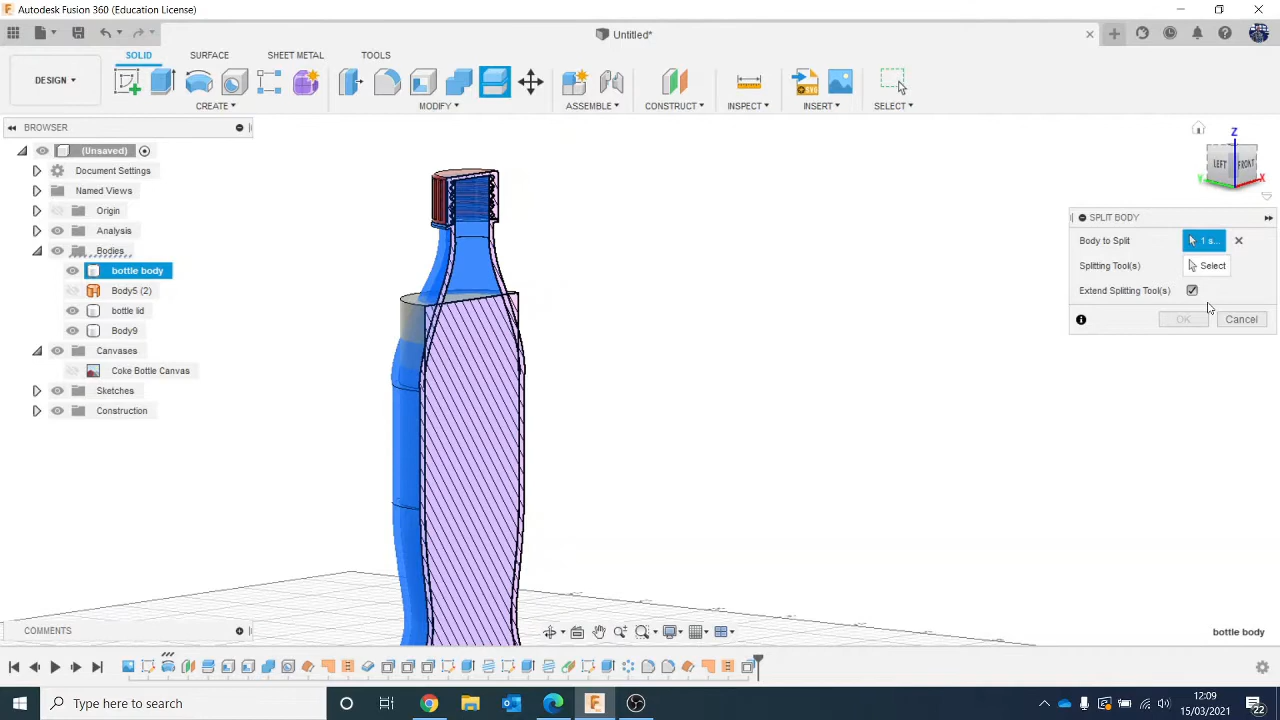 Autodesk Fusion 360 (Education License)
Untitled*
DESIGN
SOLID
SURFACE
SHEET METAL
TOOLS
CREATE
MODIFY
ASSEMBLE
CONSTRUCT
INSPECT
INSERT
SELECT
BROWSER
(Unsaved)
Document Settings
Named Views
Origin
Analysis
Bodies
bottle body
Body5 (2)
bottle lid
Body9
Canvases
Coke Bottle Canvas
Sketches
Construction
Z
LEFT
FRONT
Y
X
SPLIT BODY
Body to Split
1 s...
Splitting Tool(s)
Select
Extend Splitting Tool(s)
OK
Cancel
COMMENTS
bottle body
Type here to search
12:09
15/03/2021
22